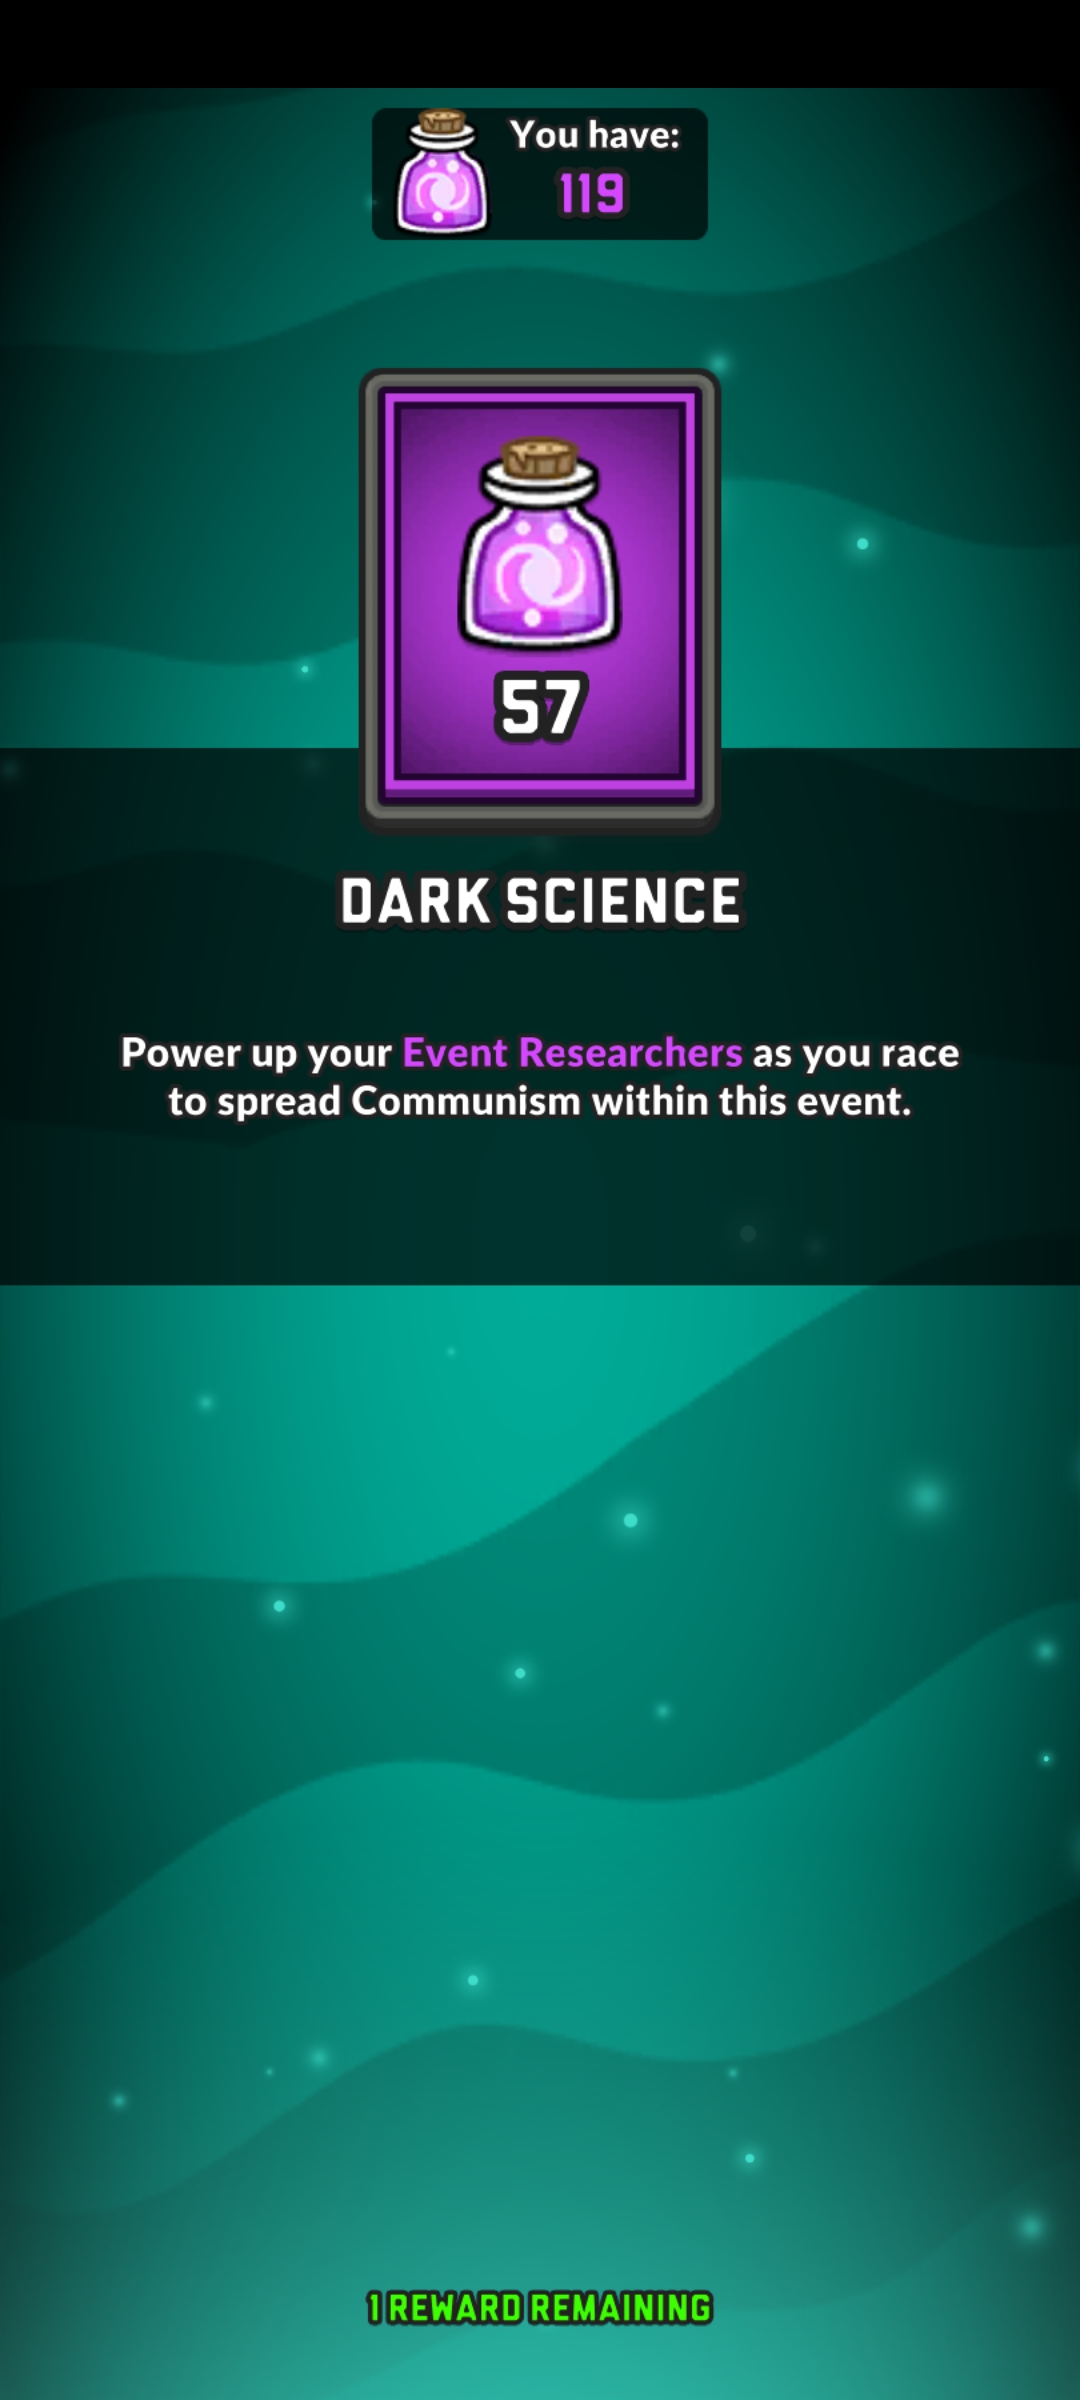 You have:
119
57
DARK SCIENCE
Power up your Event Researchers as you race
to spread Communism within this event.
1 REWARD REMAINING